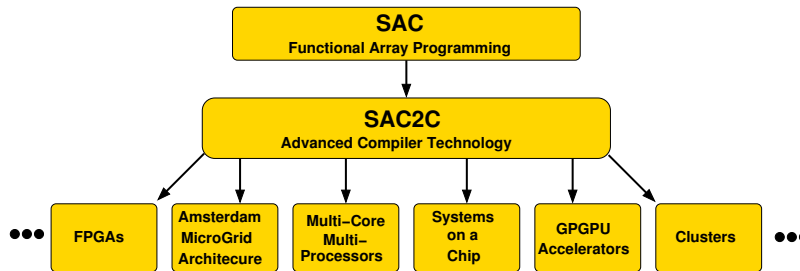 SAC
Functional Array Programming
SAC2C
Advanced Compiler Technology
FPGAs
Amsterdam
MicroGrid
Architecure
Multi−Core
Multi−
Processors
Systems
on a
Chip
GPGPU
Accelerators
Clusters